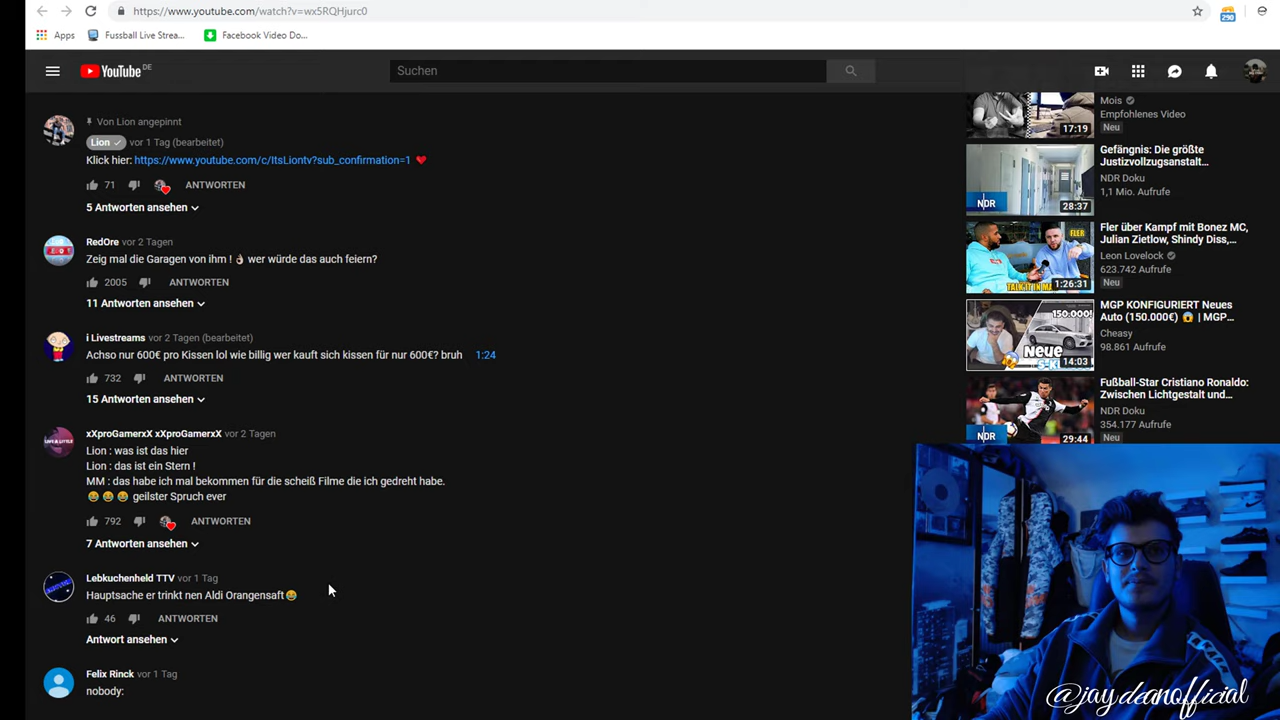 https://www.youtube.com/watch?v=wx5RQHjurc0
290
Apps
Fussball Live Strea...
Facebook Video Do...
YouTube DE
Suchen
Von Lion angepinnt
Lion vor 1 Tag (bearbeitet)
Klick hier: https://www.youtube.com/c/ItsLiontv?sub_confirmation=1
71 ANTWORTEN
5 Antworten ansehen
RedOre vor 2 Tagen
Zeig mal die Garagen von ihm ! 👌🏼 wer würde das auch feiern?
2005 ANTWORTEN
11 Antworten ansehen
i Livestreams vor 2 Tagen (bearbeitet)
Achso nur 600€ pro Kissen lol wie billig wer kauft sich kissen für nur 600€? bruh 1:24
732 ANTWORTEN
15 Antworten ansehen
xXproGamerxX xXproGamerxX vor 2 Tagen
Lion : was ist das hier
Lion : das ist ein Stern !
MM : das habe ich mal bekommen für die scheiß Filme die ich gedreht habe.
😂 😂 😂 geilster Spruch ever
792 ANTWORTEN
7 Antworten ansehen
Lebkuchenheld TTV vor 1 Tag
Hauptsache er trinkt nen Aldi Orangensaft😂
46 ANTWORTEN
Antwort ansehen
Felix Rinck vor 1 Tag
nobody:
Mois
Empfohlenes Video
Neu
17:19
Gefängnis: Die größte
Justizvollzugsanstalt...
NDR Doku
1,1 Mio. Aufrufe
NDR
28:37
Fler über Kampf mit Bonez MC,
Julian Zietlow, Shindy Diss,...
Leon Lovelock
623.742 Aufrufe
Neu
FLER
TALK IT IN
1:26:31
MGP KONFIGURIERT Neues
Auto (150.000€) 😱 | MGP...
Cheasy
98.861 Aufrufe
150.000!
NEUE
14:03
Fußball-Star Cristiano Ronaldo:
Zwischen Lichtgestalt und...
NDR Doku
354.177 Aufrufe
Neu
NDR
29:44
@jaydeanofficial